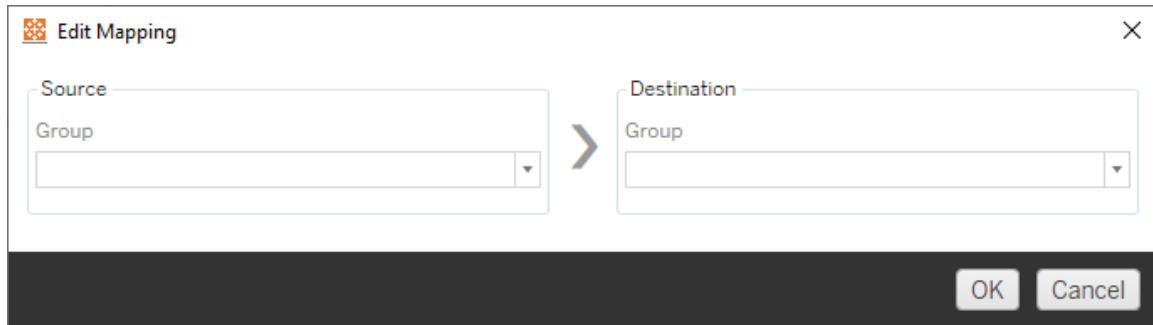 Edit Mapping
Source
Destination
Group
Group
OK
Cancel